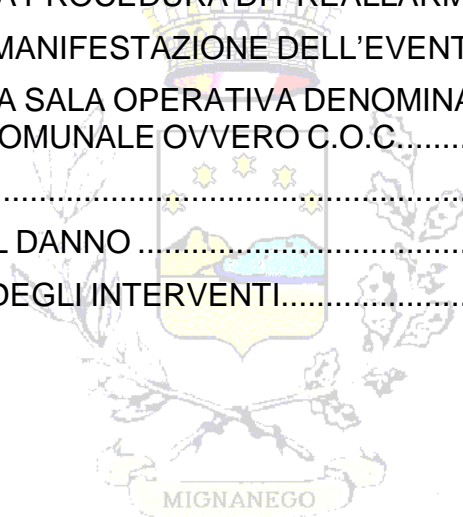 PROCEDURA DI PREALLARM
MANIFESTAZIONE DELL'EVENT
A SALA OPERATIVA DENOMINA
OMUNALE OVVERO C.O.C.......
................................................
L DANNO ....................................
DEGLI INTERVENTI...................
MIGNANEGO